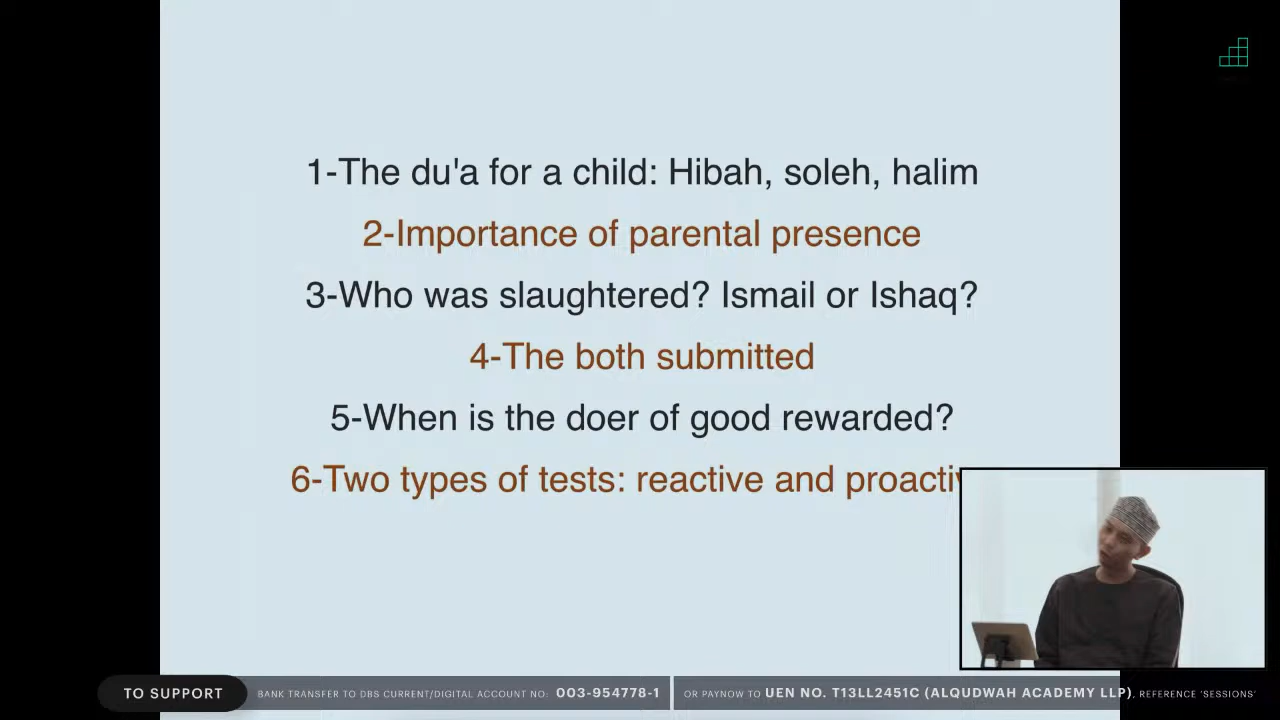 1-The du'a for a child: Hibah, soleh, halim
2-Importance of parental presence
3-Who was slaughtered? Ismail or Ishaq?
4-The both submitted
5-When is the doer of good rewarded?
6-Two types of tests: reactive and
TO SUPPORT
BANK TRANSFER TO DBS CURRENT/DIGITAL ACCOUNT NO: 003-954778-1
OR PAYNOW TO UEN NO. T13LL2451C (ALQUDWAH ACADEMY LLP), REFERENCE 'SESSIONS'